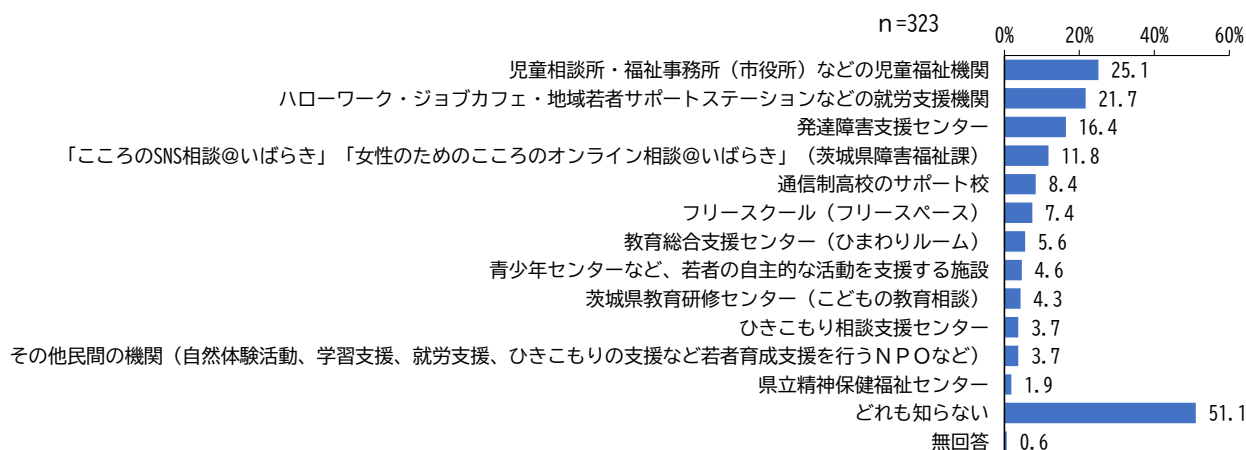 n=323
0% 20% 40% 60%
児童相談所・福祉事務所（市役所）などの児童福祉機関 25.1
ハローワーク・ジョブカフェ・地域若者サポートステーションなどの就労支援機関 21.7
発達障害支援センター 16.4
「こころのSNS相談@いばらき」「女性のためのこころのオンライン相談@いばらき」（茨城県障害福祉課） 11.8
通信制高校のサポート校 8.4
フリースクール（フリースペース） 7.4
教育総合支援センター（ひまわりルーム） 5.6
青少年センターなど、若者の自主的な活動を支援する施設 4.6
茨城県教育研修センター（こどもの教育相談） 4.3
ひきこもり相談支援センター 3.7
その他民間の機関（自然体験活動、学習支援、就労支援、ひきこもりの支援など若者育成支援を行うＮＰＯなど） 3.7
県立精神保健福祉センター 1.9
どれも知らない 51.1
無回答 0.6